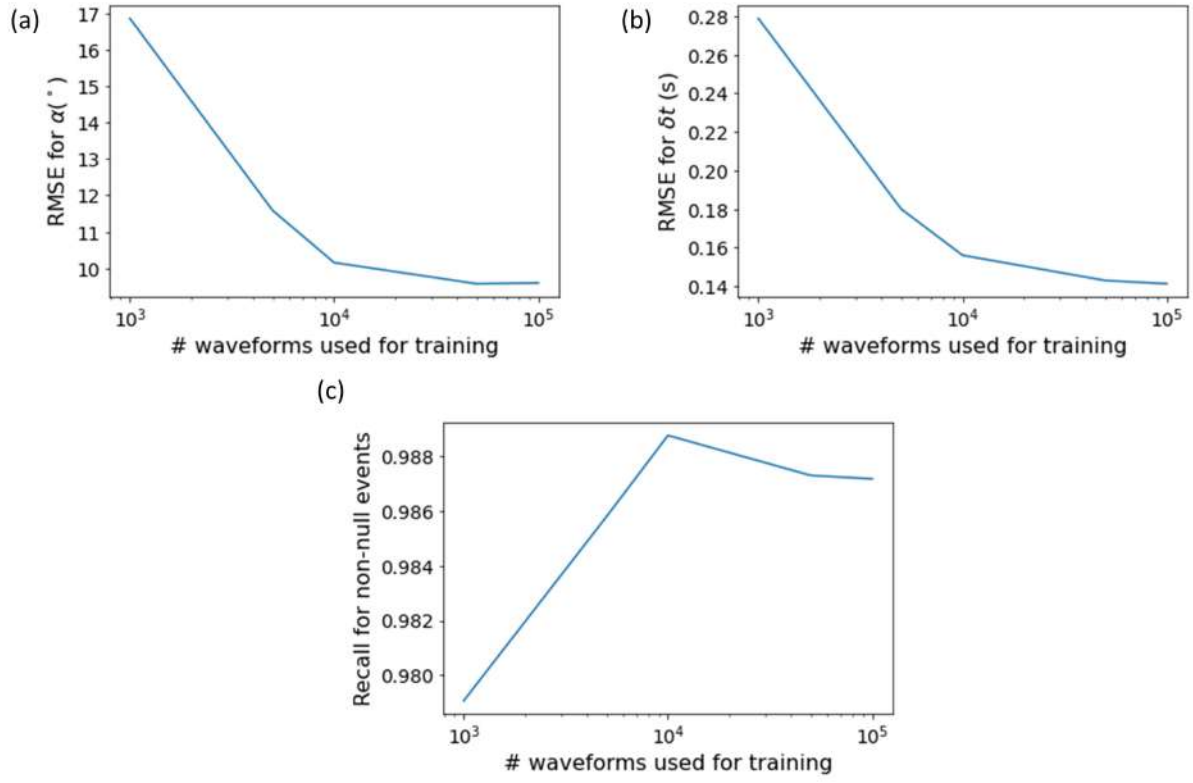 (a)
17
16
15
14
13
12
11
10
RMSE for α(°)
10³ 10⁴ 10⁵
# waveforms used for training
(b)
0.28
0.26
0.24
0.22
0.20
0.18
0.16
0.14
RMSE for δt (s)
10³ 10⁴ 10⁵
# waveforms used for training
(c)
0.988
0.986
0.984
0.982
0.980
Recall for non-null events
10³ 10⁴ 10⁵
# waveforms used for training